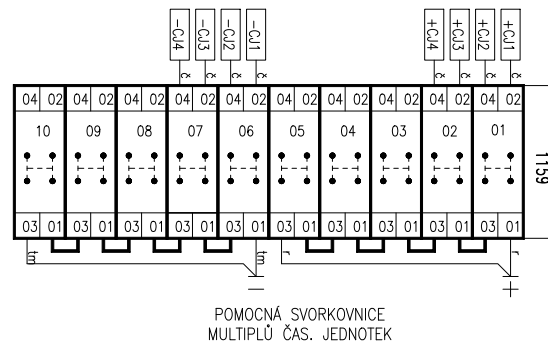 -CJ4 -CJ3 -CJ2 -CJ1 +CJ4 +CJ3 +CJ2 +CJ1
č č č č č č č č
04 02 04 02 04 02 04 02 04 02 04 02 04 02 04 02 04 02 04 02
10 09 08 07 06 05 04 03 02 01
1159
03 01 03 01 03 01 03 01 03 01 03 01 03 01 03 01 03 01 03 01
tm tm r r
− +
POMOCNÁ SVORKOVNICE
MULTIPLŮ ČAS. JEDNOTEK